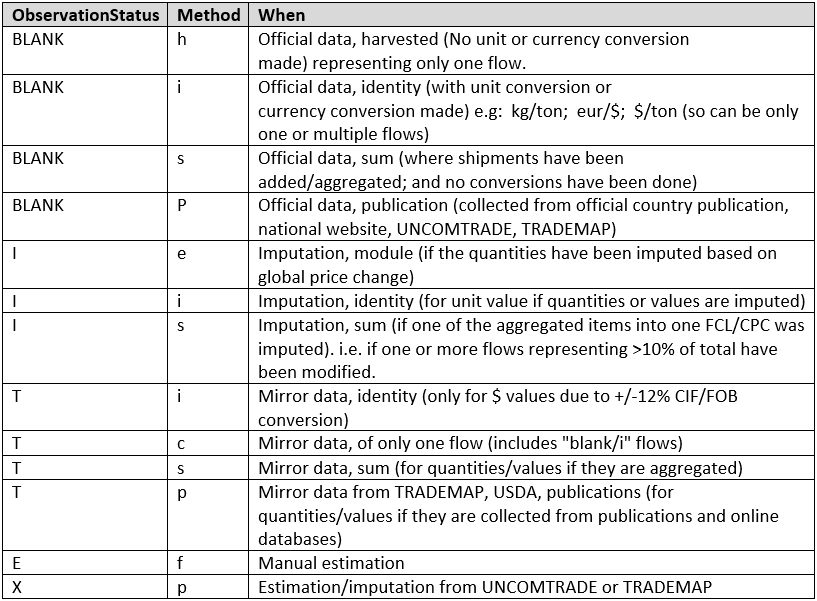 ObservationStatus Method When
BLANK h Official data, harvested (No unit or currency conversion
made) representing only one flow.
BLANK i Official data, identity (with unit conversion or
currency conversion made) e.g:  kg/ton;  eur/$;  $/ton (so can be only
one or multiple flows)
BLANK s Official data, sum (where shipments have been
added/aggregated; and no conversions have been done)
BLANK P Official data, publication (collected from official country publication,
national website, UNCOMTRADE, TRADEMAP)
I e Imputation, module (if the quantities have been imputed based on
global price change)
I i Imputation, identity (for unit value if quantities or values are imputed)
I s Imputation, sum (if one of the aggregated items into one FCL/CPC was
imputed). i.e. if one or more flows representing >10% of total have
been modified.
T i Mirror data, identity (only for $ values due to +/-12% CIF/FOB
conversion)
T c Mirror data, of only one flow (includes "blank/i" flows)
T s Mirror data, sum (for quantities/values if they are aggregated)
T p Mirror data from TRADEMAP, USDA, publications (for
quantities/values if they are collected from publications and online
databases)
E f Manual estimation
X p Estimation/imputation from UNCOMTRADE or TRADEMAP